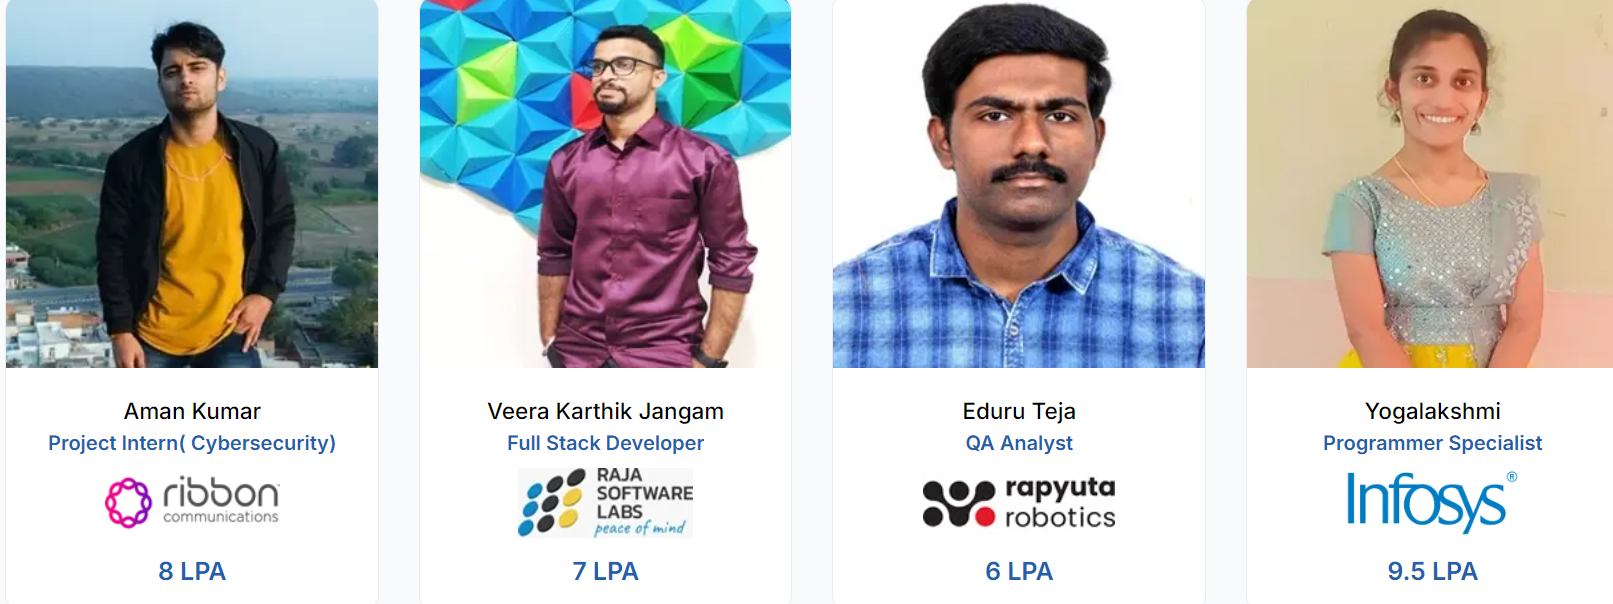 Aman Kumar
Project Intern( Cybersecurity)
ribbon
communications
8 LPA
Veera Karthik Jangam
Full Stack Developer
RAJA
SOFTWARE
LABS
peace of mind
7 LPA
Eduru Teja
QA Analyst
rapyuta
robotics
6 LPA
Yogalakshmi
Programmer Specialist
Infosys®
9.5 LPA